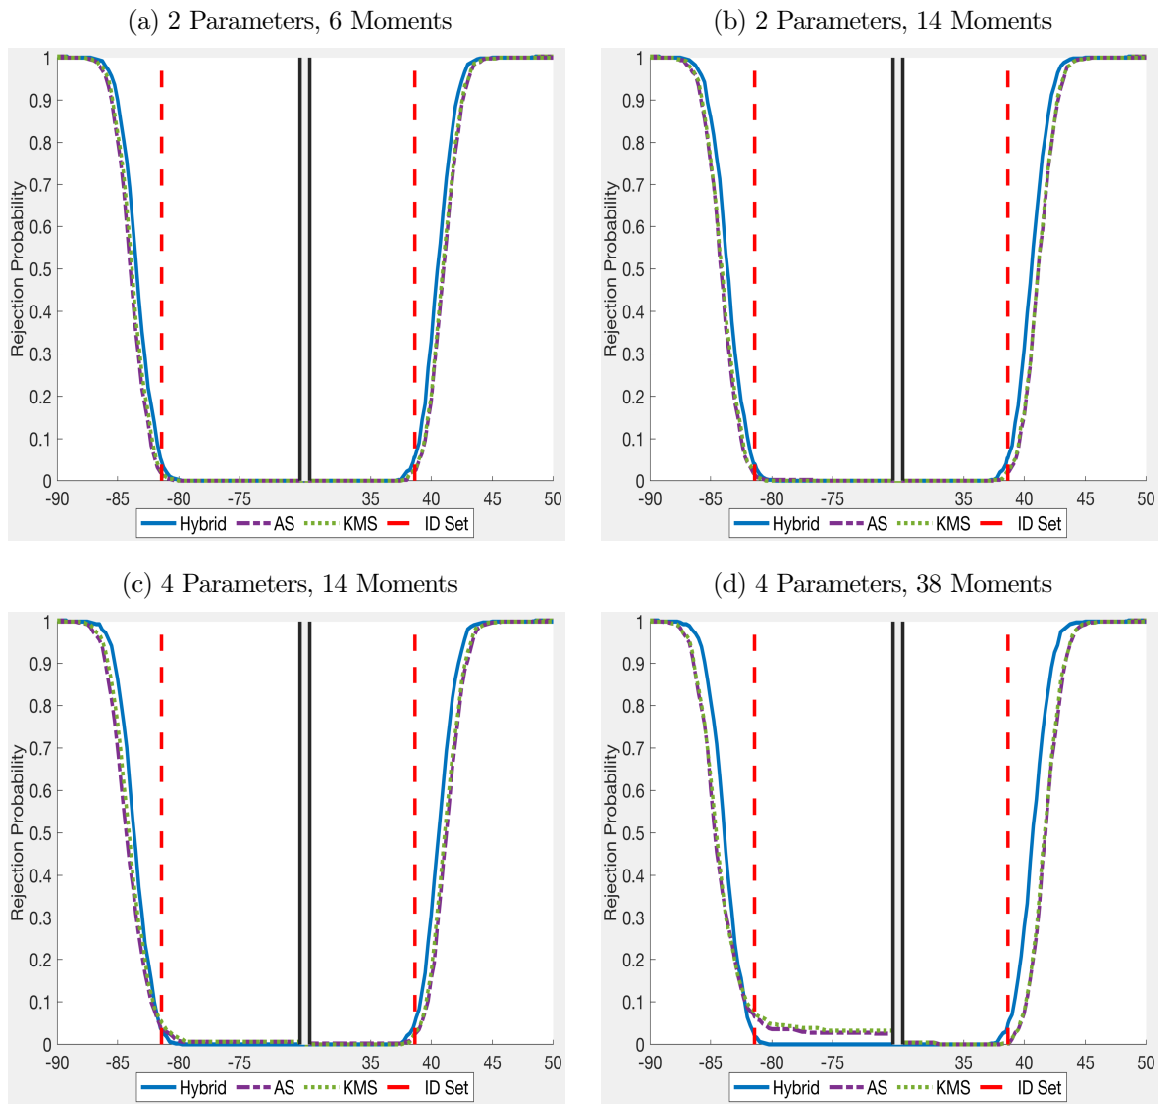 (a) 2 Parameters, 6 Moments
Rejection Probability
1
0.9
0.8
0.7
0.6
0.5
0.4
0.3
0.2
0.1
0
-90 -85 -80 -75 35 40 45 50
Hybrid AS KMS ID Set
(b) 2 Parameters, 14 Moments
Rejection Probability
1
0.9
0.8
0.7
0.6
0.5
0.4
0.3
0.2
0.1
0
-90 -85 -80 -75 35 40 45 50
Hybrid AS KMS ID Set
(c) 4 Parameters, 14 Moments
Rejection Probability
1
0.9
0.8
0.7
0.6
0.5
0.4
0.3
0.2
0.1
0
-90 -85 -80 -75 35 40 45 50
Hybrid AS KMS ID Set
(d) 4 Parameters, 38 Moments
Rejection Probability
1
0.9
0.8
0.7
0.6
0.5
0.4
0.3
0.2
0.1
0
-90 -85 -80 -75 35 40 45 50
Hybrid AS KMS ID Set